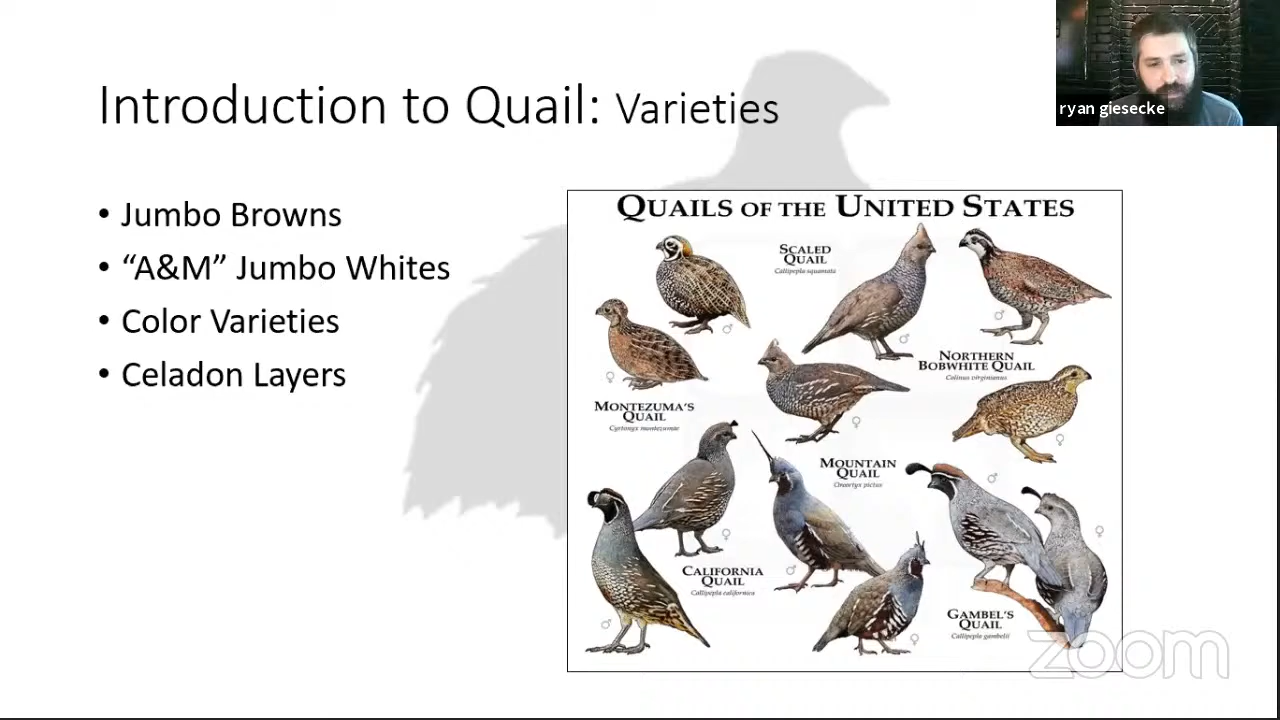 Introduction to Quail: Varieties
ryan giesecke
• Jumbo Browns
• “A&M” Jumbo Whites
• Color Varieties
• Celadon Layers
QUAILS OF THE UNITED STATES
SCALED
QUAIL
Callipepla squamata
NORTHERN
BOBWHITE QUAIL
Colinus virginianus
MONTEZUMA'S
QUAIL
Cyrtonyx montezumae
MOUNTAIN
QUAIL
Oreortyx pictus
CALIFORNIA
QUAIL
Callipepla californica
GAMBEL'S
QUAIL
Callipepla gambelii
zoom